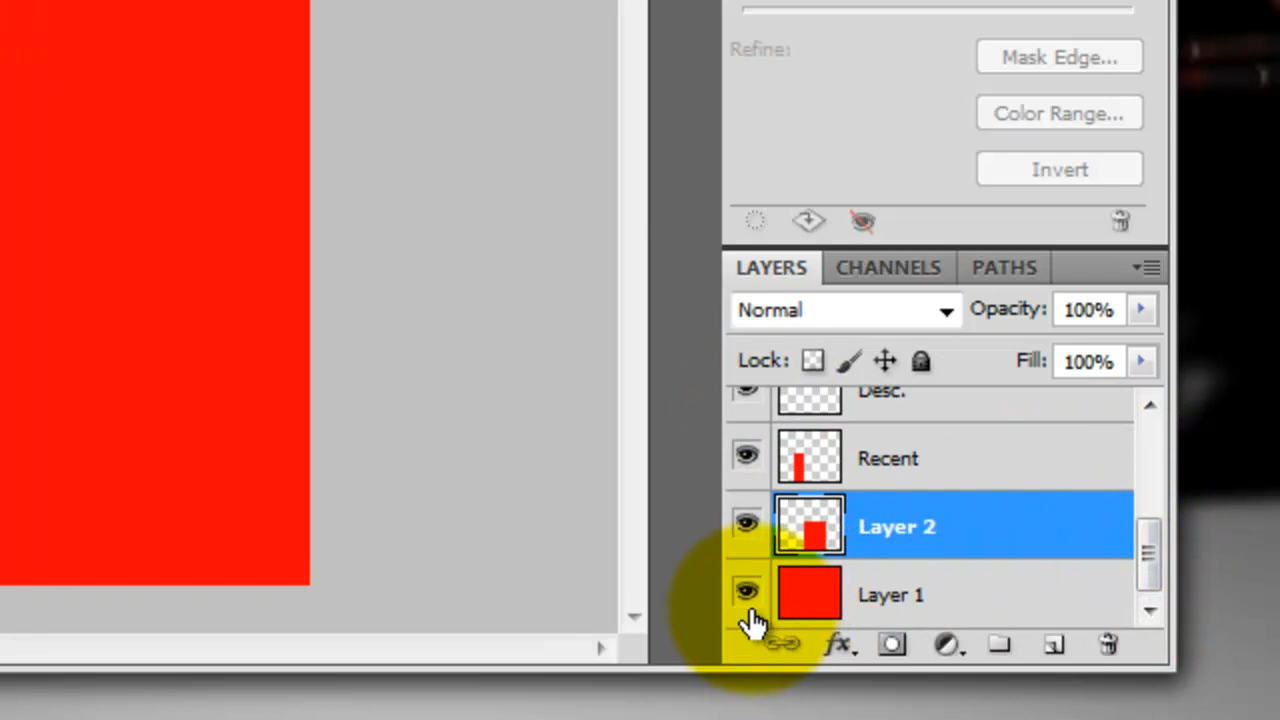 Refine:
Mask Edge...
Color Range...
Invert
LAYERS CHANNELS PATHS
Normal Opacity: 100%
Lock: Fill: 100%
Desc.
Recent
Layer 2
Layer 1
fx